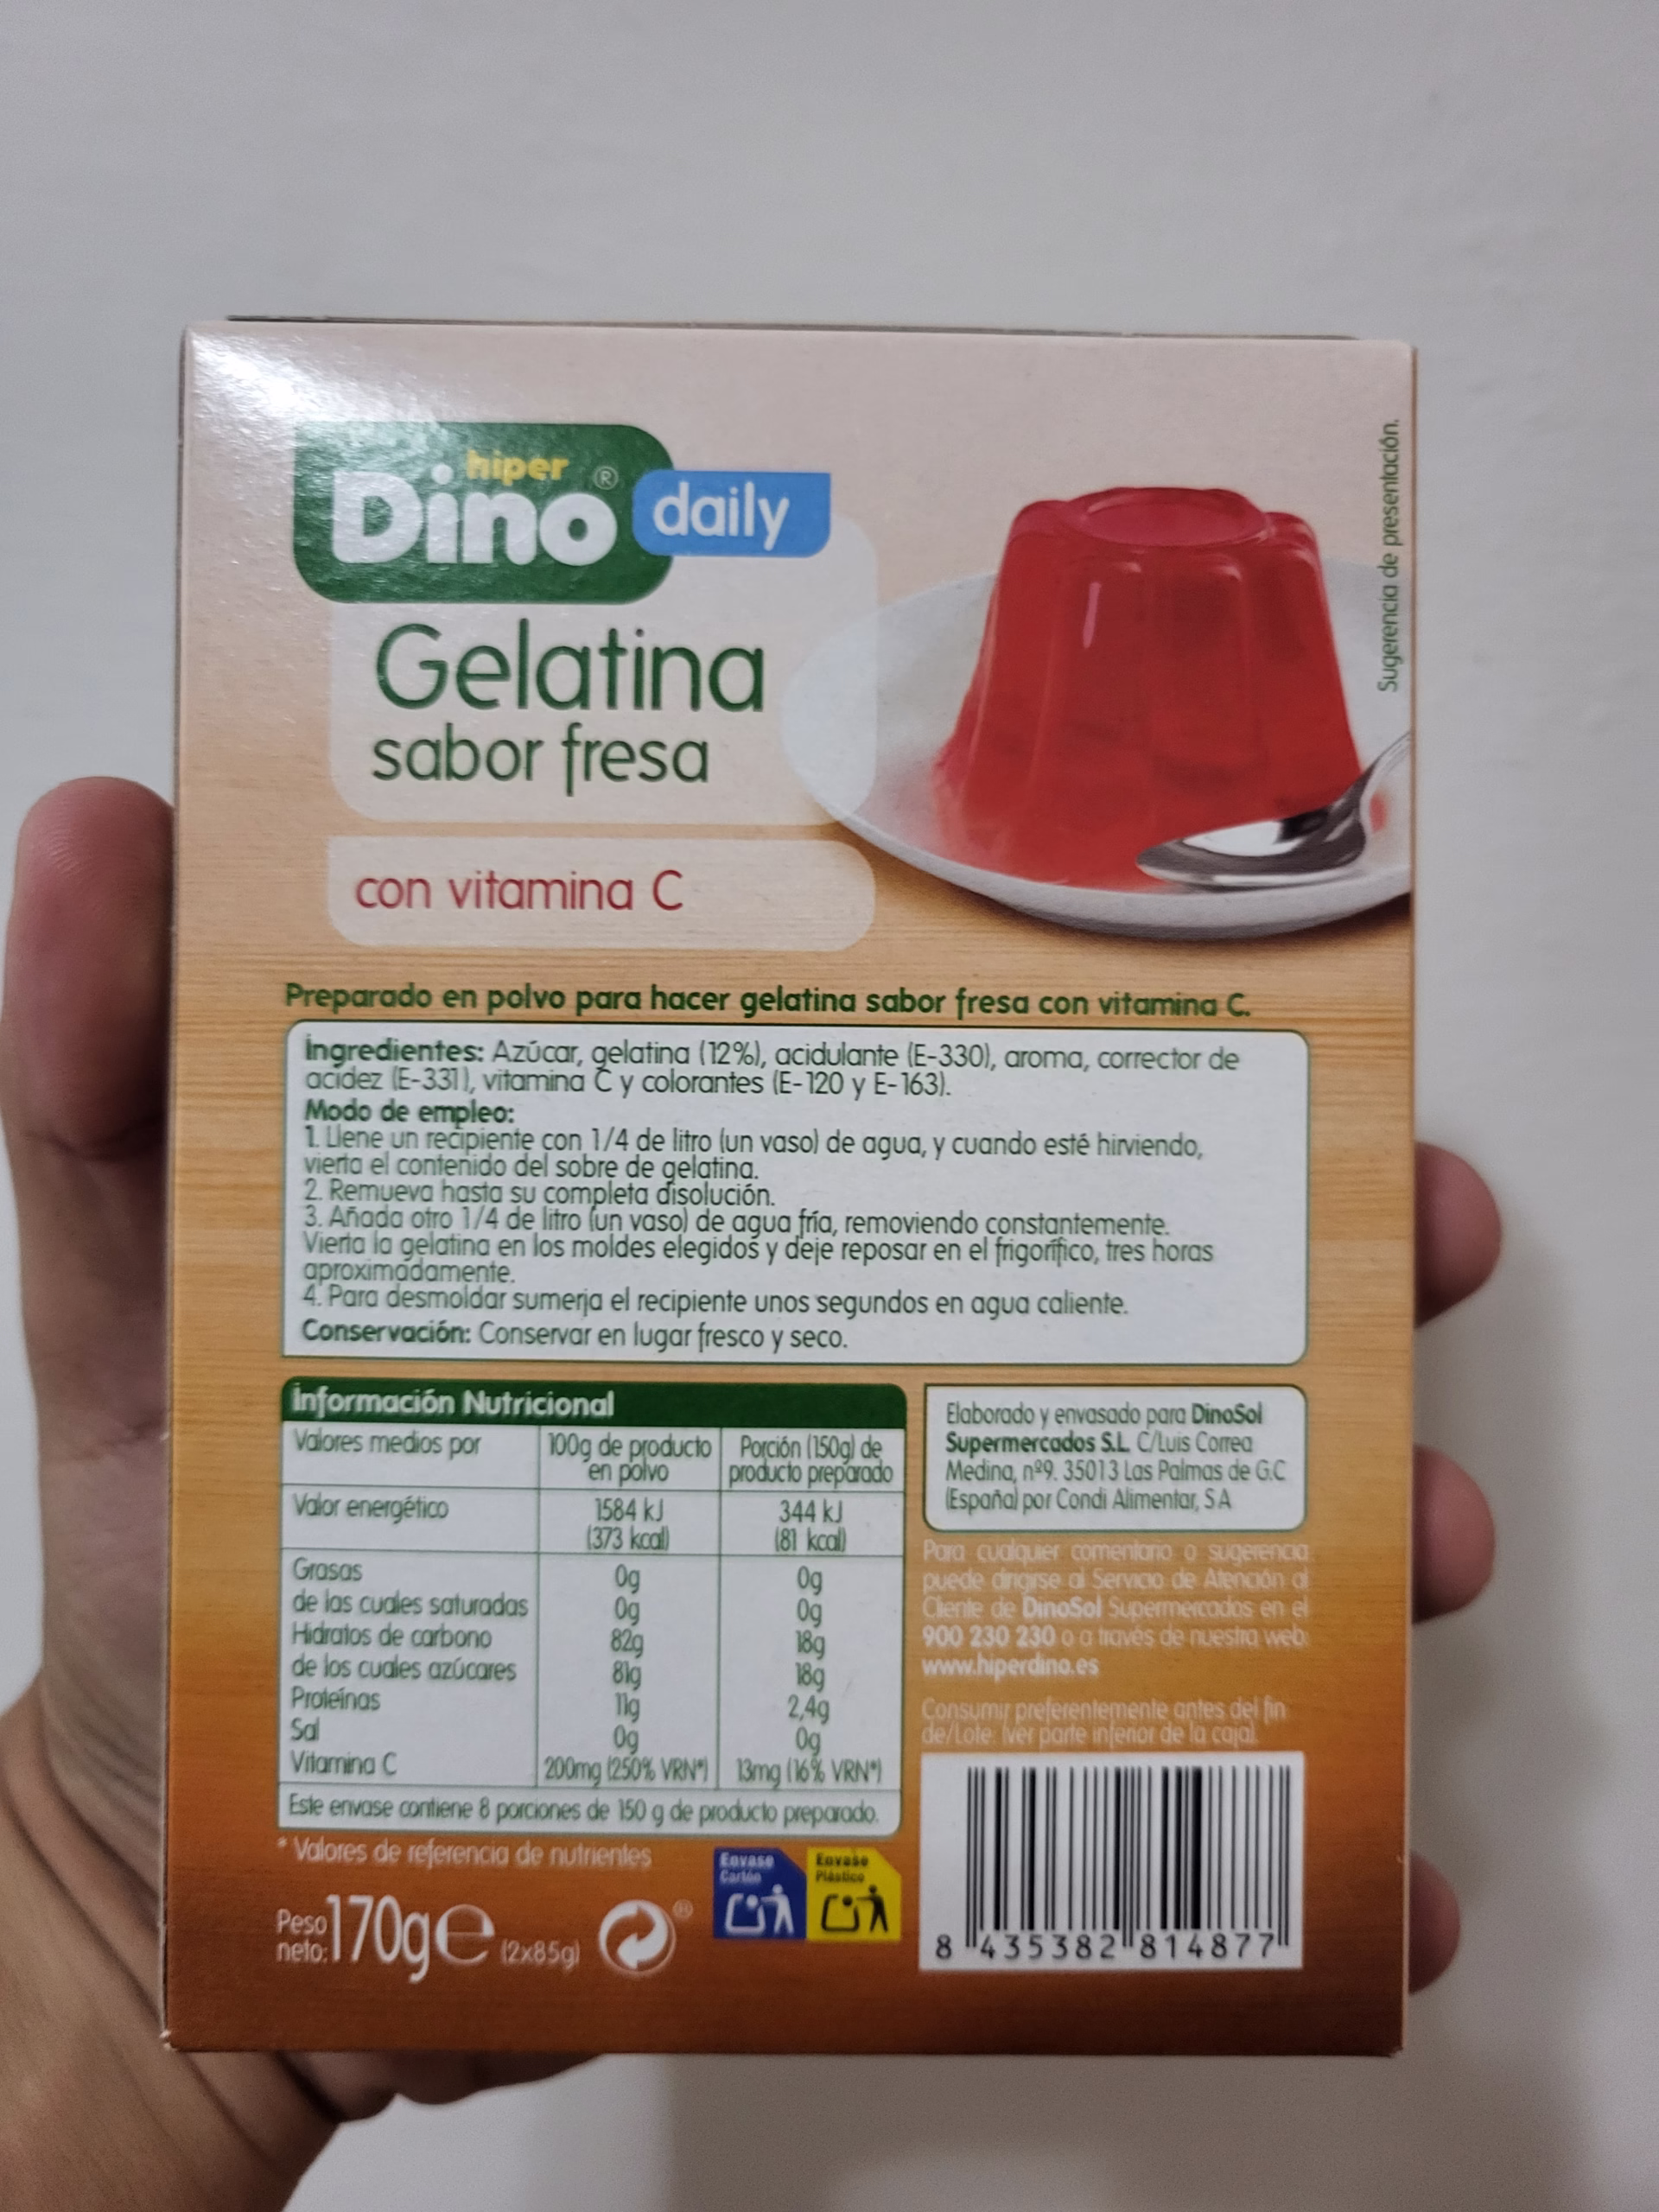 hiper
Dino®
daily
Gelatina
sabor fresa
con vitamina C
Sugerencia de presentación.
Preparado en polvo para hacer gelatina sabor fresa con vitamina C.
Ingredientes: Azúcar, gelatina (12%), acidulante (E-330), aroma, corrector de
acidez (E-331), vitamina C y colorantes (E-120 y E-163).
Modo de empleo:
1. Llene un recipiente con 1/4 de litro (un vaso) de agua, y cuando esté hirviendo,
vierta el contenido del sobre de gelatina.
2. Remueva hasta su completa disolución.
3. Añada otro 1/4 de litro (un vaso) de agua fría, removiendo constantemente.
Vierta la gelatina en los moldes elegidos y deje reposar en el frigorífico, tres horas
aproximadamente.
4. Para desmoldar sumerja el recipiente unos segundos en agua caliente.
Conservación: Conservar en lugar fresco y seco.
Información Nutricional
Valores medios por 100g de producto en polvo Porción (150g) de producto preparado
Valor energético 1584 kJ (373 kcal) 344 kJ (81 kcal)
Grasas 0g 0g
de las cuales saturadas 0g 0g
Hidratos de carbono 82g 18g
de los cuales azúcares 81g 18g
Proteínas 11g 2,4g
Sal 0g 0g
Vitamina C 200mg (250% VRN*) 13mg (16% VRN*)
Este envase contiene 8 porciones de 150 g de producto preparado.
* Valores de referencia de nutrientes
Peso
neto: 170g e (2x85g)
Envase
Cartón
Envase
Plástico
Elaborado y envasado para DinoSol
Supermercados S.L. C/Luis Correa
Medina, nº9. 35013 Las Palmas de G.C
(España) por Condi Alimentar, S A
Para cualquier comentario o sugerencia
puede dirigirse al Servicio de Atención al
Cliente de DinoSol Supermercados en el
900 230 230 o a través de nuestra web:
www.hiperdino.es
Consumir preferentemente antes del fin
de/Lote: (ver parte inferior de la caja).
8 435382 814877